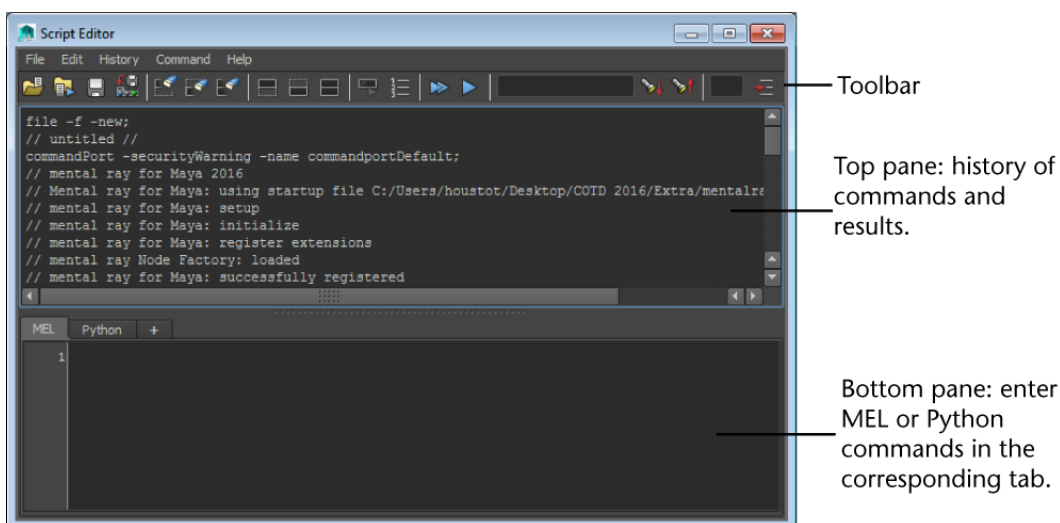 Script Editor
File Edit History Command Help
Toolbar
file -f -new;
// untitled //
commandPort -securityWarning -name commandportDefault;
// mental ray for Maya 2016
// Mental ray for Maya: using startup file C:/Users/houstot/Desktop/COTD 2016/Extra/mentalra
// mental ray for Maya: setup
// mental ray for Maya: initialize
// mental ray for Maya: register extensions
// mental ray Node Factory: loaded
// mental ray for Maya: successfully registered
Top pane: history of
commands and
results.
MEL Python +
1
Bottom pane: enter
MEL or Python
commands in the
corresponding tab.